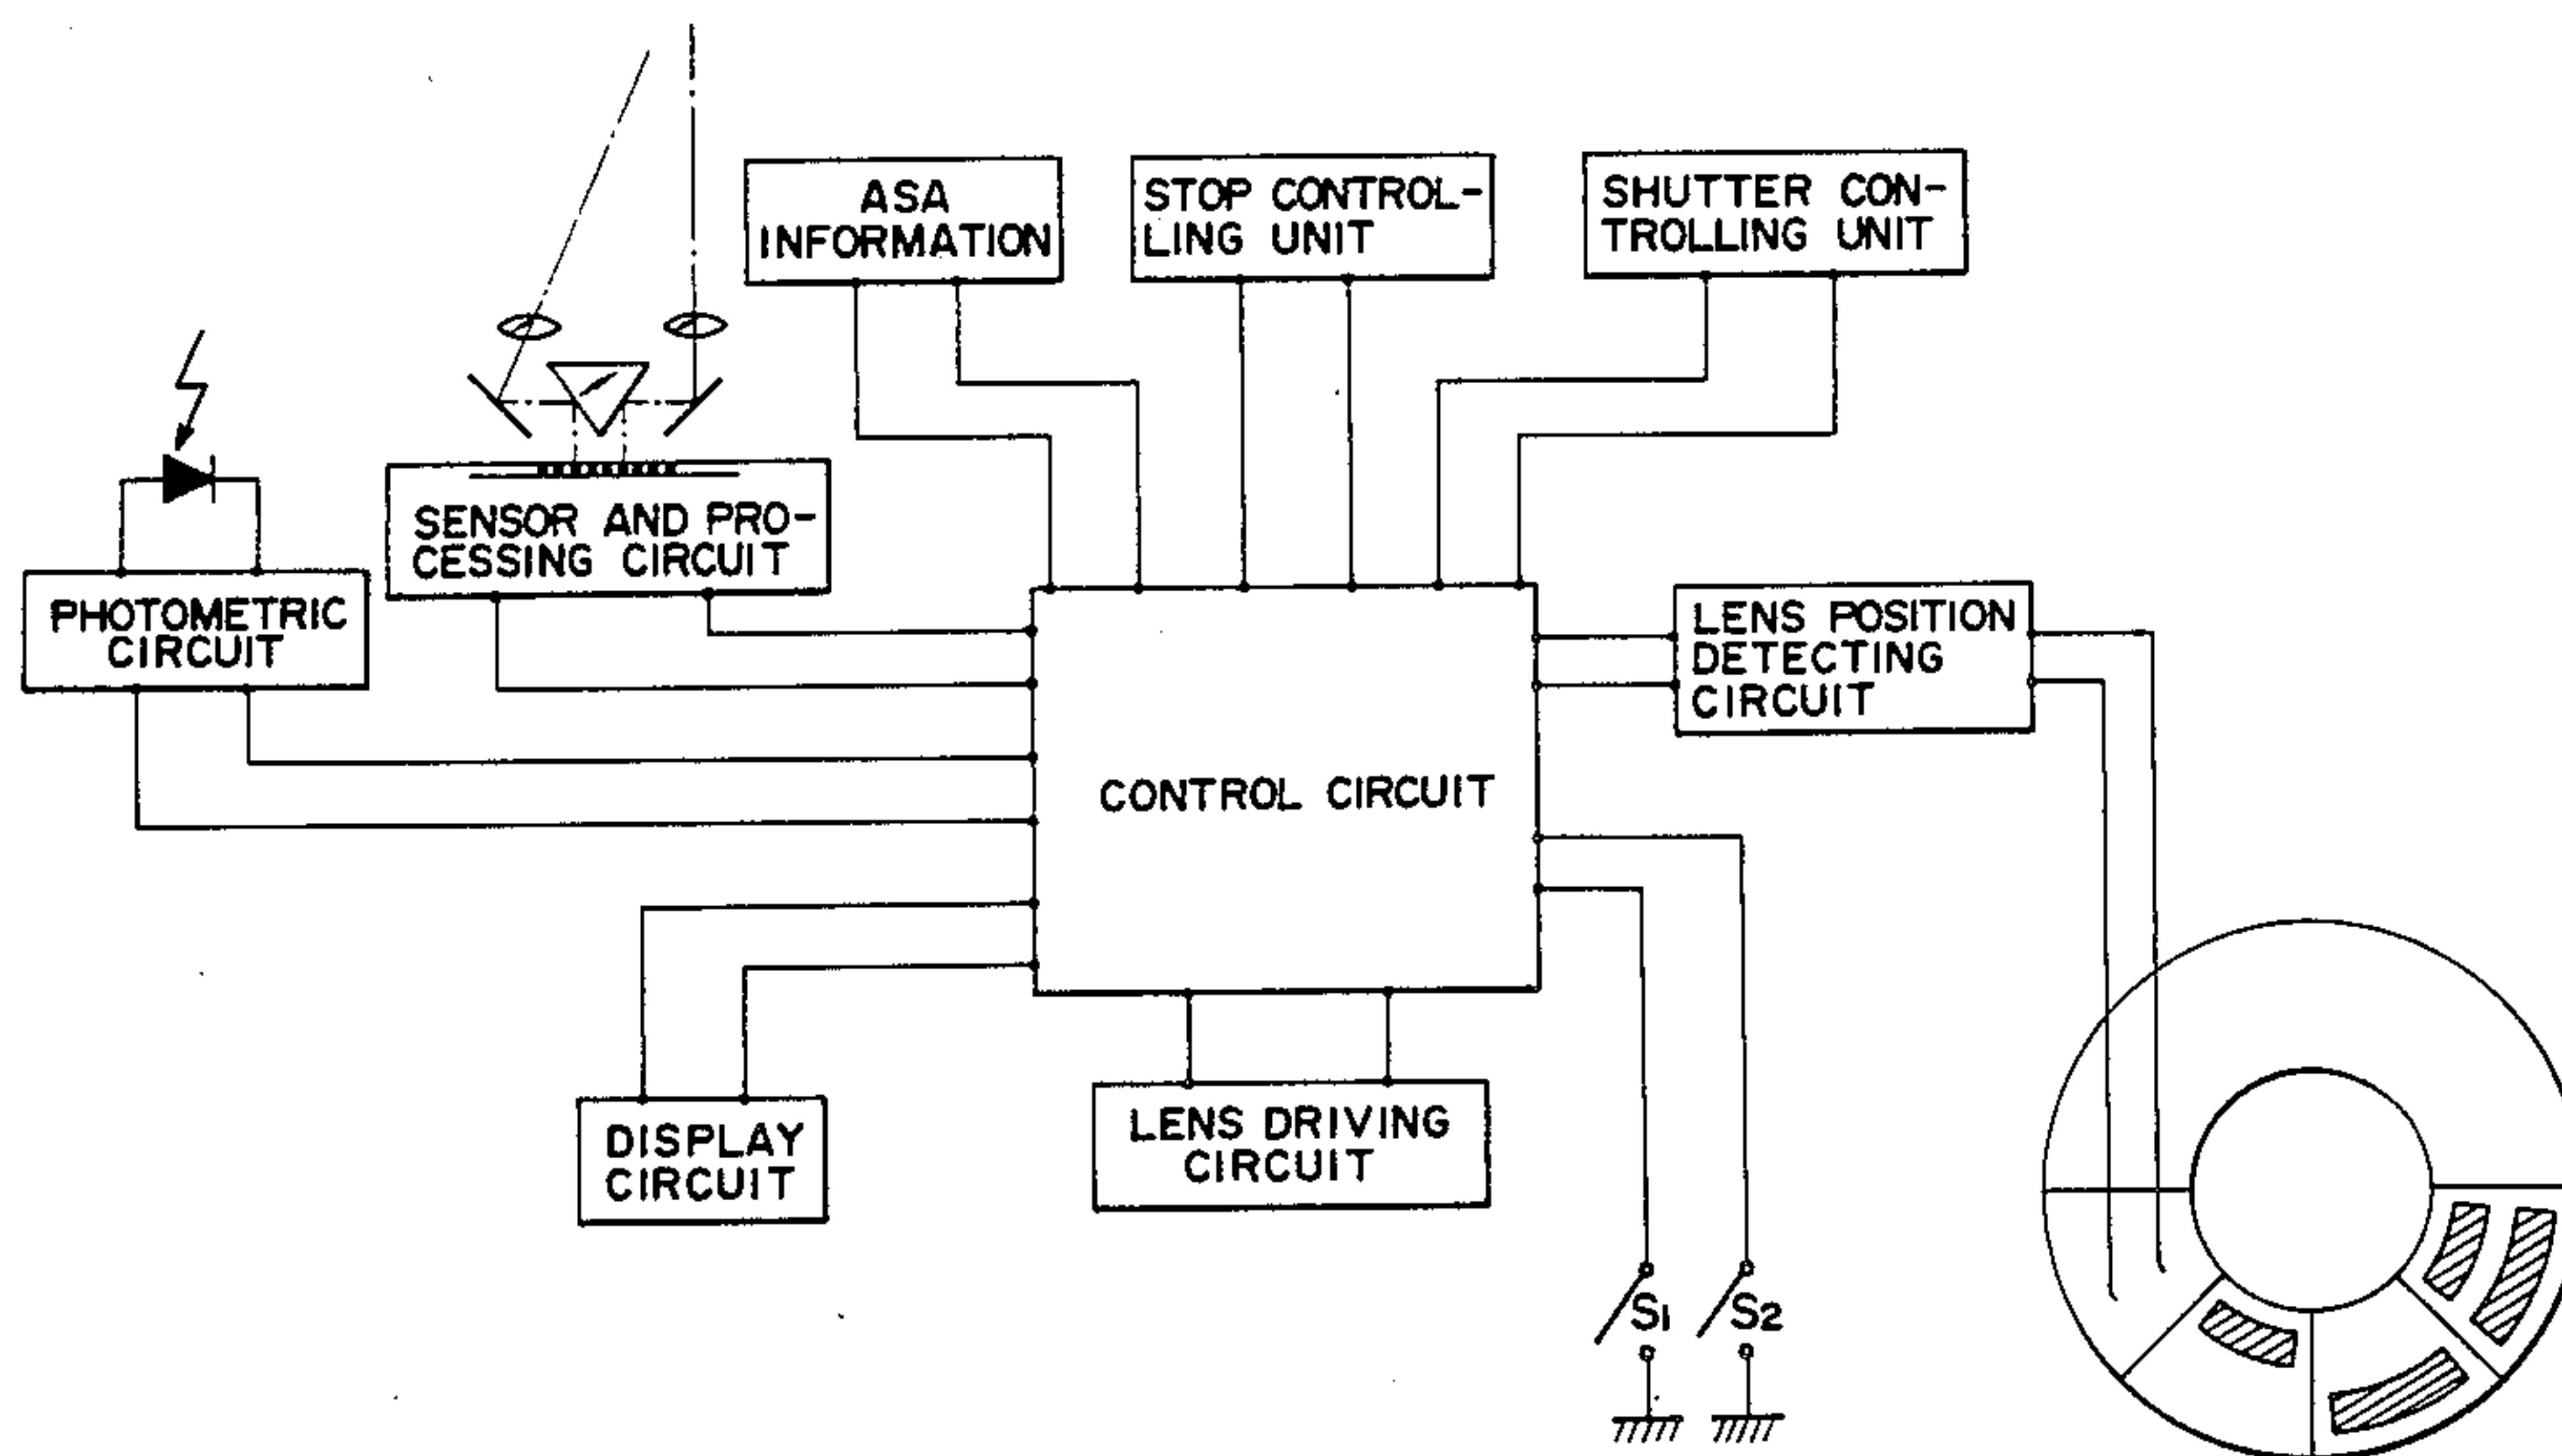 ASA
INFORMATION
STOP CONTROL-
LING UNIT
SHUTTER CON-
TROLLING UNIT
SENSOR AND PRO-
CESSING CIRCUIT
PHOTOMETRIC
CIRCUIT
LENS POSITION
DETECTING
CIRCUIT
CONTROL CIRCUIT
DISPLAY
CIRCUIT
LENS DRIVING
CIRCUIT
S1
S2